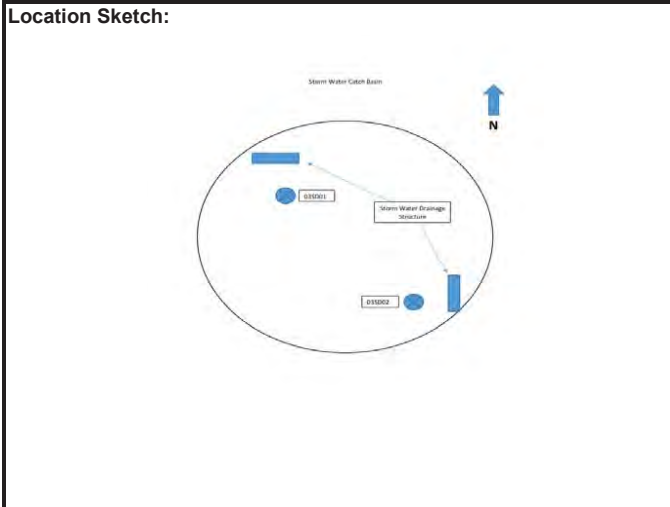 Location Sketch:
Storm Water Catch Basin
N
03SD01
Storm Water Drainage
Structure
03SD02